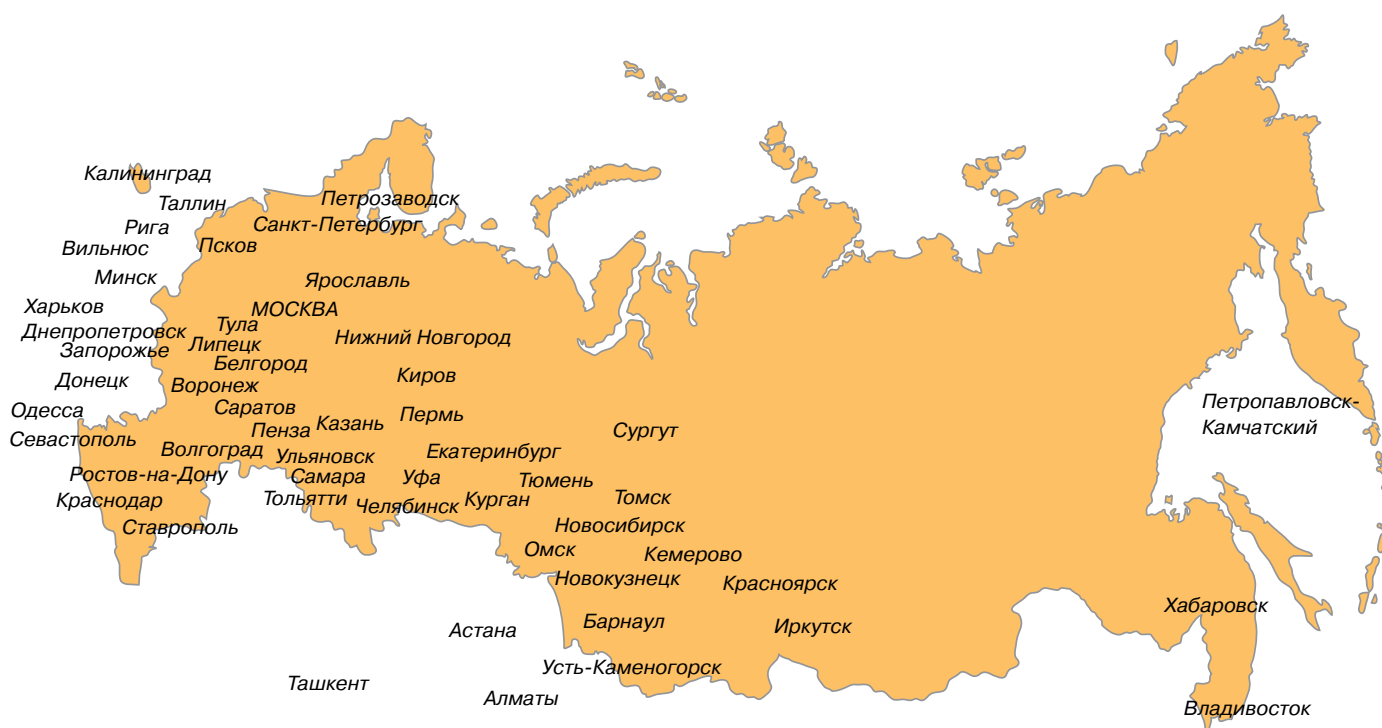 Калининград
Таллин
Петрозаводск
Рига
Санкт-Петербург
Вильнюс
Псков
Минск
Ярославль
Харьков
МОСКВА
Днепропетровск
Тула
Нижний Новгород
Запорожье
Липецк
Белгород
Донецк
Воронеж
Киров
Одесса
Саратов
Казань
Пермь
Петропавловск-
Камчатский
Севастополь
Пенза
Сургут
Волгоград
Ульяновск
Екатеринбург
Ростов-на-Дону
Самара
Уфа
Тюмень
Краснодар
Тольятти
Челябинск
Курган
Томск
Ставрополь
Новосибирск
Омск
Кемерово
Новокузнецк
Красноярск
Хабаровск
Астана
Барнаул
Иркутск
Усть-Каменогорск
Ташкент
Алматы
Владивосток